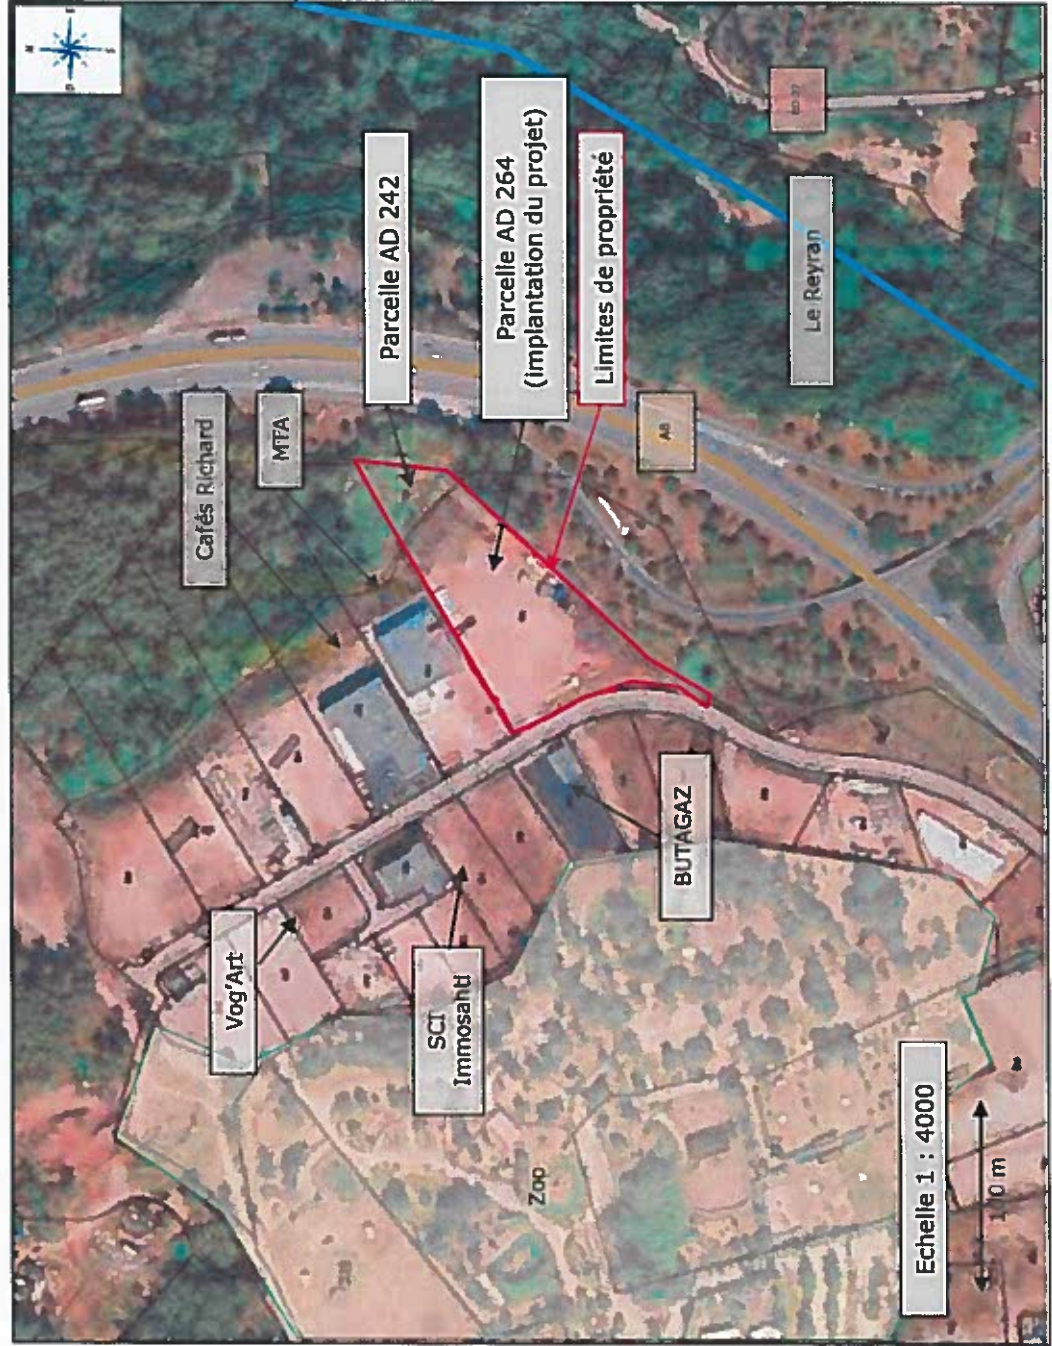 Cafés Richard
MTA
Parcelle AD 242
Parcelle AD 264
(implantation du projet)
Limites de propriété
A8
Le Reyran
Vog'Art
SCI
Immosahti
BUTAGAZ
Zoo
Echelle 1 : 4000